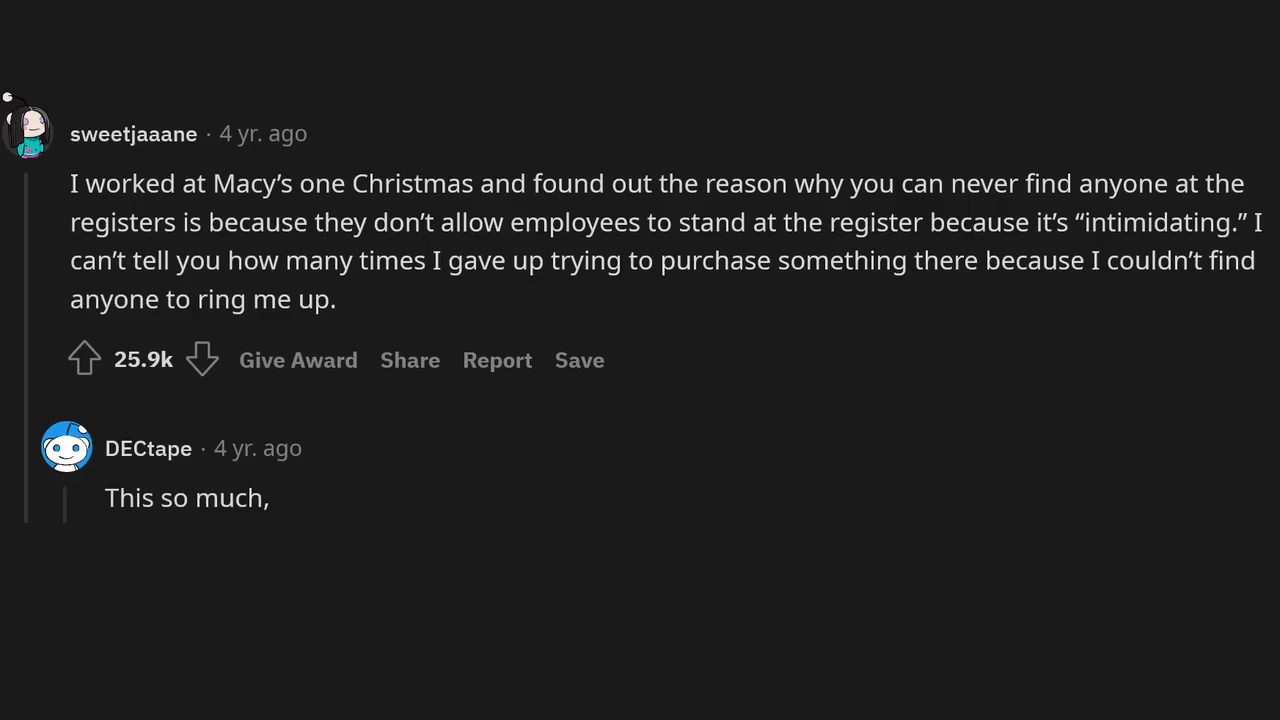 sweetjaaane · 4 yr. ago
I worked at Macy’s one Christmas and found out the reason why you can never find anyone at the
registers is because they don’t allow employees to stand at the register because it’s “intimidating.” I
can’t tell you how many times I gave up trying to purchase something there because I couldn’t find
anyone to ring me up.
25.9k Give Award Share Report Save
DECtape · 4 yr. ago
This so much,